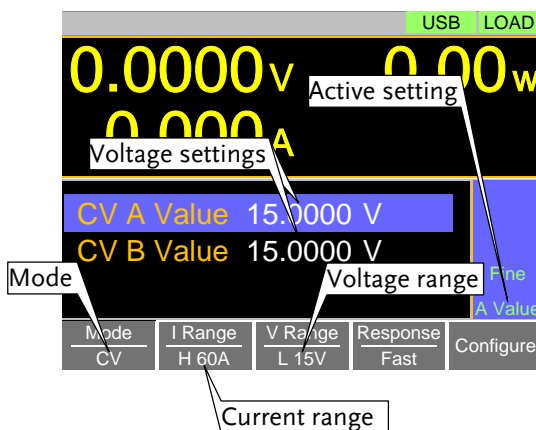 USB LOAD
0.0000V 0.00W
Active setting
0.000A
Voltage settings
CV A Value 15.0000 V
CV B Value 15.0000 V
Mode
Voltage range
Fine
A Value
Mode I Range V Range Response Configure
CV H 60A L 15V Fast
Current range